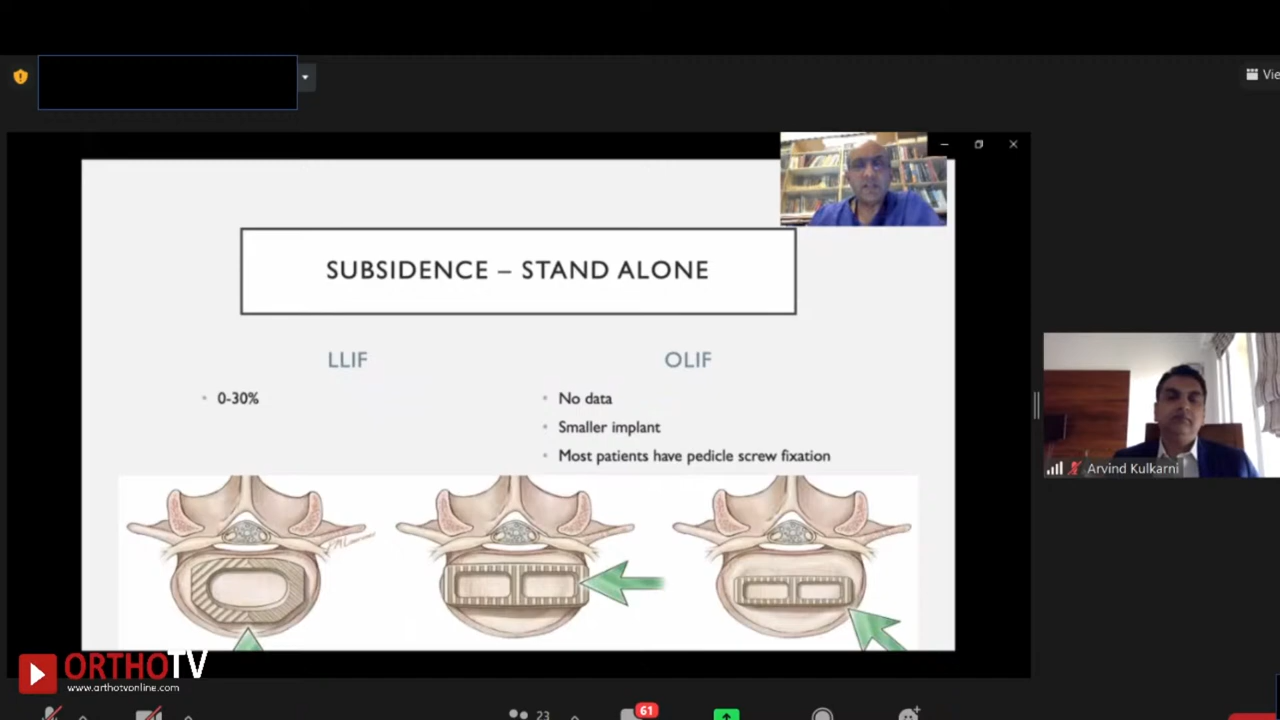 Vie
SUBSIDENCE – STAND ALONE
LLIF
• 0-30%
OLIF
• No data
• Smaller implant
• Most patients have pedicle screw fixation
Arvind Kulkarni
ORTHOTV
www.orthotvonline.com
23
61